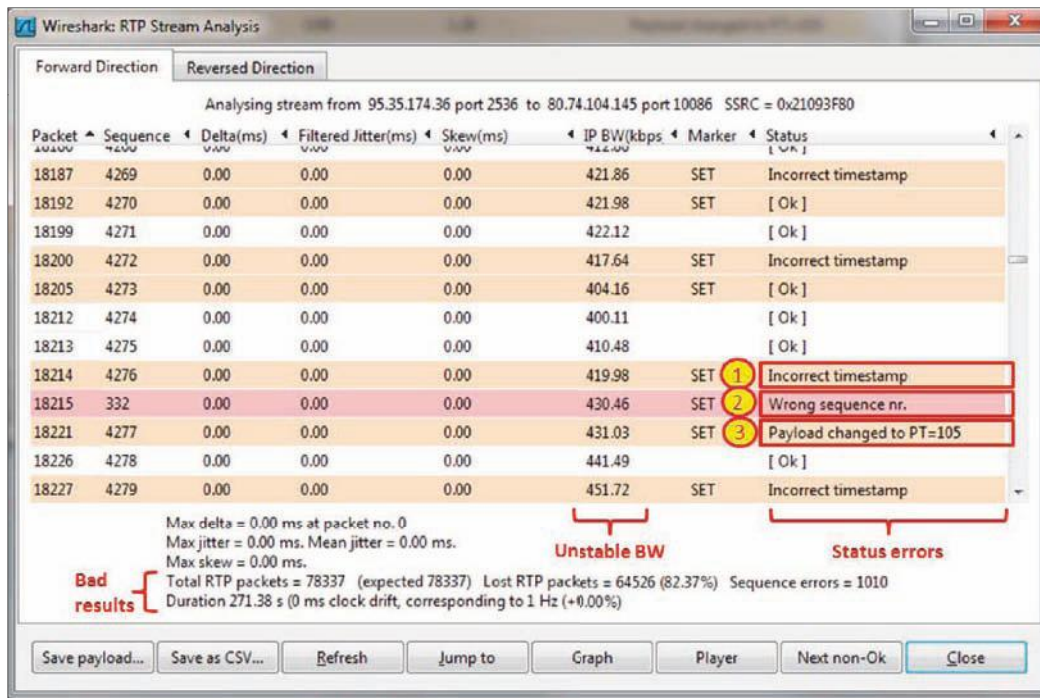 Wireshark: RTP Stream Analysis
Forward Direction Reversed Direction
Analysing stream from 95.35.174.36 port 2536 to 80.74.104.145 port 10086 SSRC = 0x21093F80
Packet Sequence Delta(ms) Filtered Jitter(ms) Skew(ms) IP BW(kbps Marker Status
18187 4269 0.00 0.00 0.00 421.86 SET Incorrect timestamp
18192 4270 0.00 0.00 0.00 421.98 SET [ Ok ]
18199 4271 0.00 0.00 0.00 422.12 [ Ok ]
18200 4272 0.00 0.00 0.00 417.64 SET Incorrect timestamp
18205 4273 0.00 0.00 0.00 404.16 SET [ Ok ]
18212 4274 0.00 0.00 0.00 400.11 [ Ok ]
18213 4275 0.00 0.00 0.00 410.48 [ Ok ]
18214 4276 0.00 0.00 0.00 419.98 SET 1 Incorrect timestamp
18215 332 0.00 0.00 0.00 430.46 SET 2 Wrong sequence nr.
18221 4277 0.00 0.00 0.00 431.03 SET 3 Payload changed to PT=105
18226 4278 0.00 0.00 0.00 441.49 [ Ok ]
18227 4279 0.00 0.00 0.00 451.72 SET Incorrect timestamp
Max delta = 0.00 ms at packet no. 0
Max jitter = 0.00 ms. Mean jitter = 0.00 ms.
Max skew = 0.00 ms.
Unstable BW
Status errors
Bad results
Total RTP packets = 78337 (expected 78337) Lost RTP packets = 64526 (82.37%) Sequence errors = 1010
Duration 271.38 s (0 ms clock drift, corresponding to 1 Hz (+0.00%)
Save payload... Save as CSV... Refresh Jump to Graph Player Next non-Ok Close